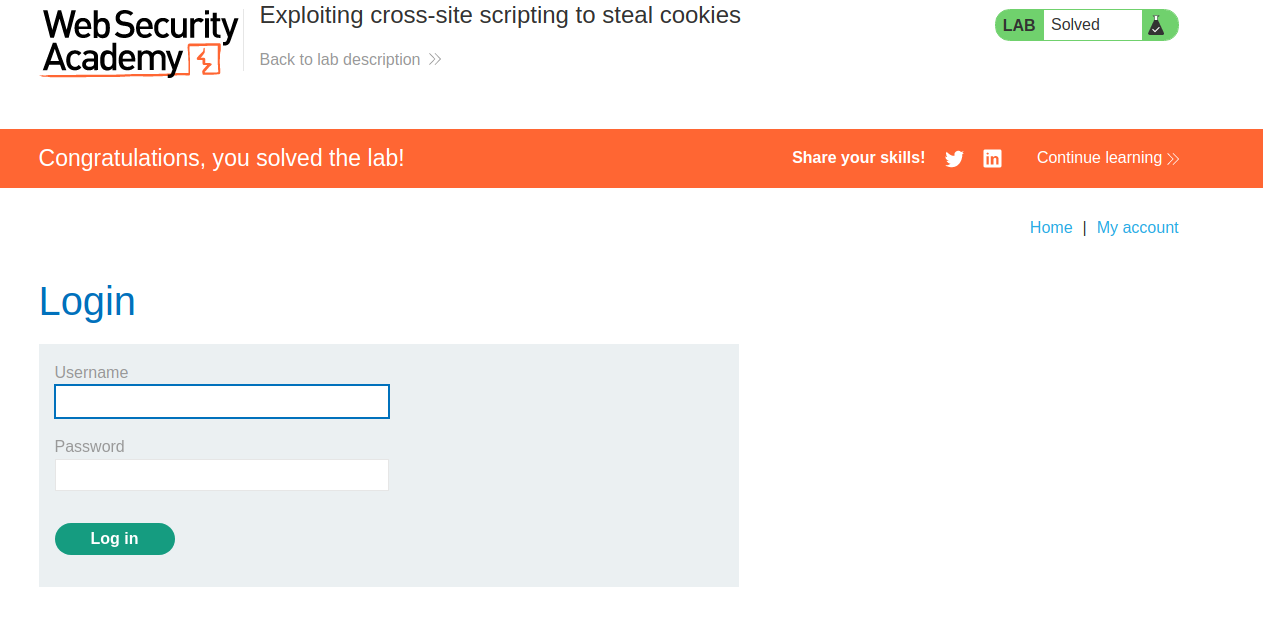 Web Security
Academy
Exploiting cross-site scripting to steal cookies
Back to lab description
LAB Solved
Congratulations, you solved the lab!
Share your skills!
Continue learning
Home | My account
Login
Username
Password
Log in